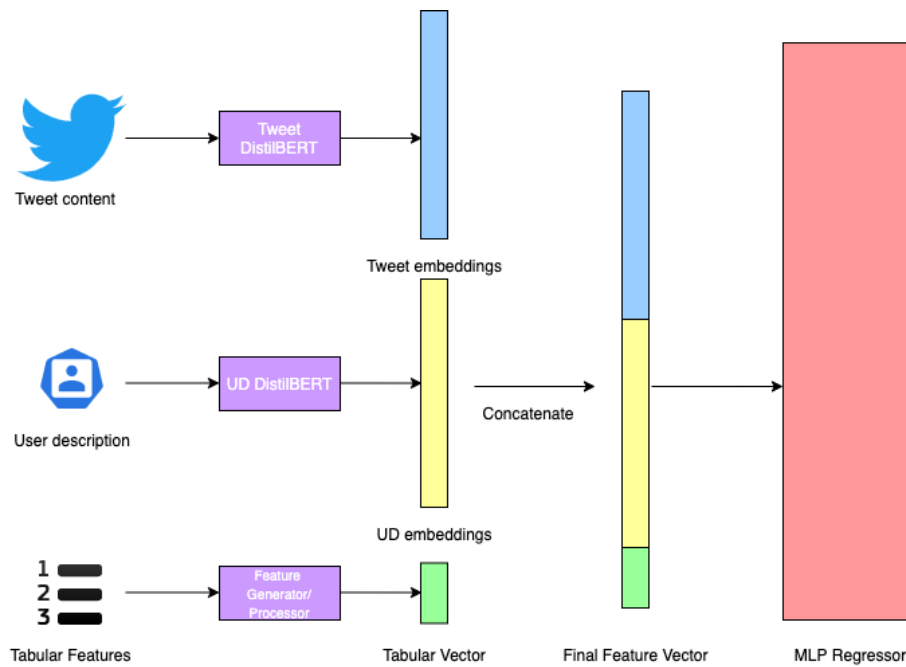 Tweet content
Tweet
DistilBERT
Tweet embeddings
User description
UD DistilBERT
UD embeddings
Concatenate
1
2
3
Tabular Features
Feature
Generator/
Processor
Tabular Vector
Final Feature Vector
MLP Regressor